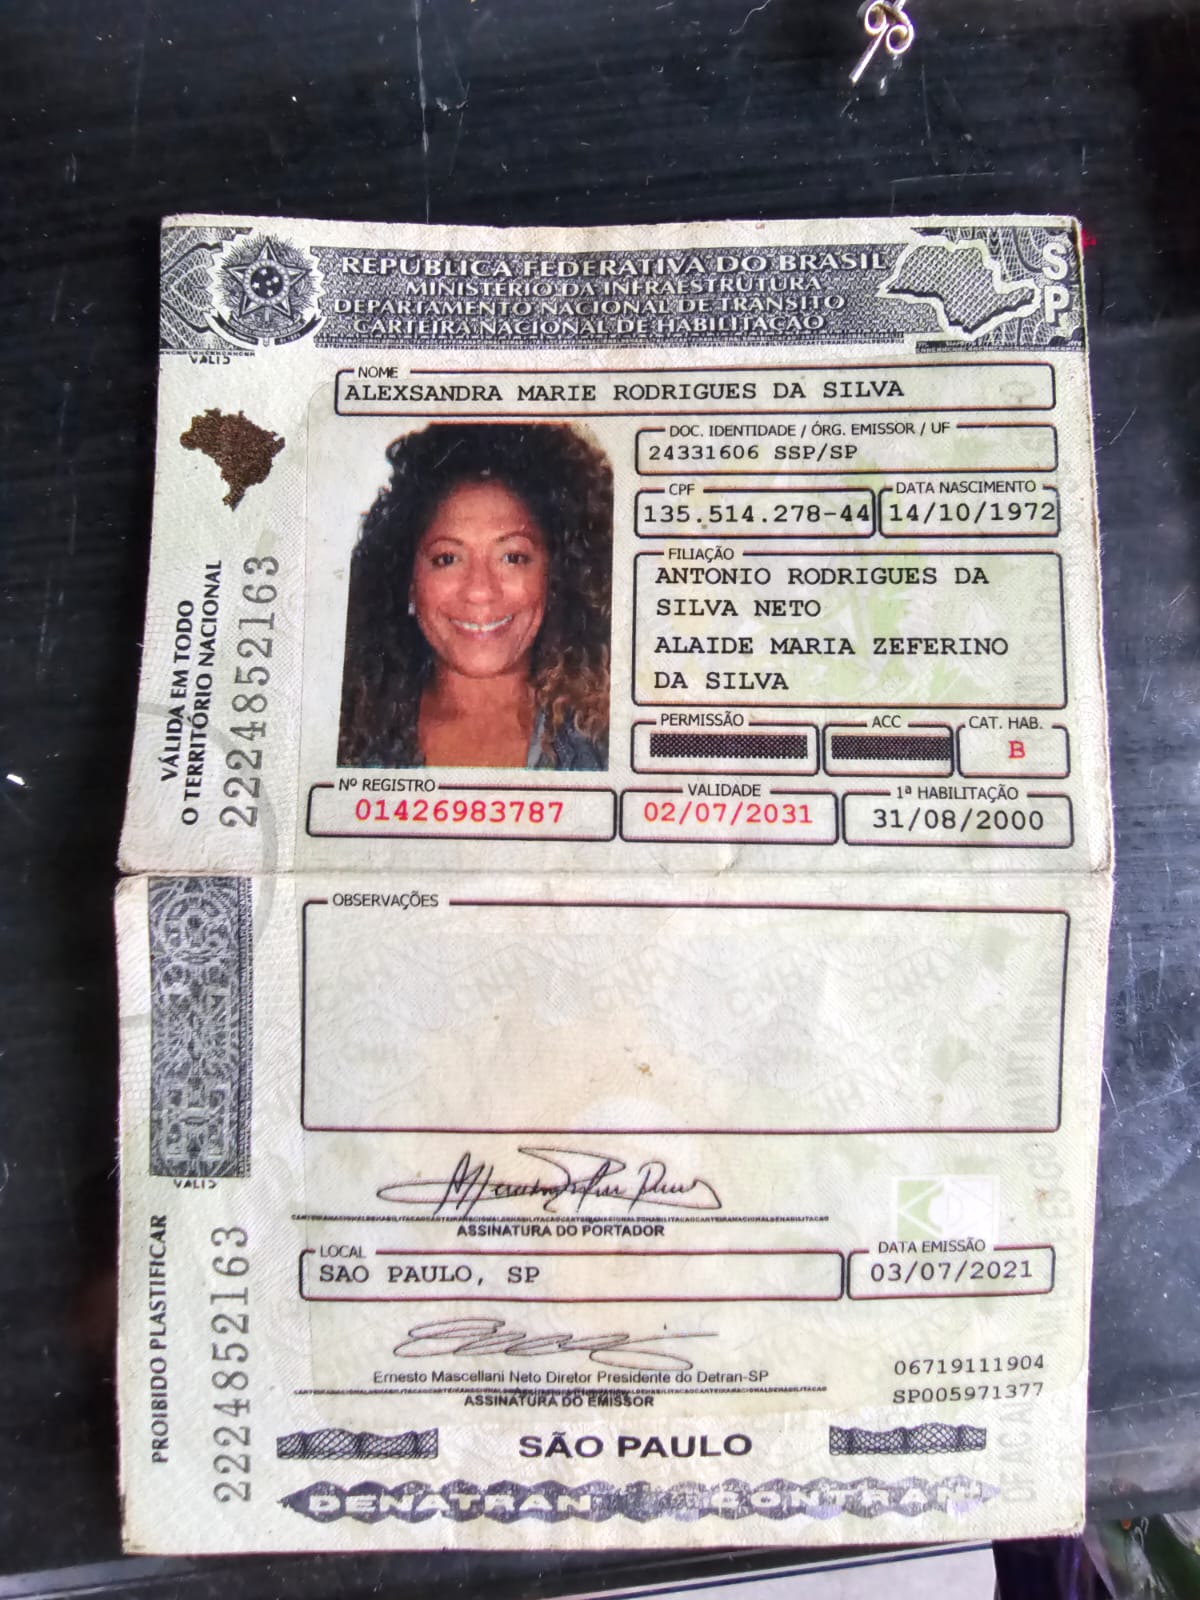 REPÚBLICA FEDERATIVA DO BRASIL
MINISTÉRIO DA INFRAESTRUTURA
DEPARTAMENTO NACIONAL DE TRÂNSITO
CARTEIRA NACIONAL DE HABILITAÇÃO
SP
VALID
NOME
ALEXSANDRA MARIE RODRIGUES DA SILVA
DOC. IDENTIDADE / ÓRG. EMISSOR / UF
24331606 SSP/SP
CPF
135.514.278-44
DATA NASCIMENTO
14/10/1972
FILIAÇÃO
ANTONIO RODRIGUES DA
SILVA NETO
ALAIDE MARIA ZEFERINO
DA SILVA
PERMISSÃO
ACC
CAT. HAB.
B
Nº REGISTRO
01426983787
VALIDADE
02/07/2031
1ª HABILITAÇÃO
31/08/2000
VÁLIDA EM TODO
O TERRITÓRIO NACIONAL
2224852163
OBSERVAÇÕES
VALID
ASSINATURA DO PORTADOR
LOCAL
SAO PAULO, SP
DATA EMISSÃO
03/07/2021
Ernesto Mascellani Neto Diretor Presidente do Detran-SP
ASSINATURA DO EMISSOR
06719111904
SP005971377
PROIBIDO PLASTIFICAR
2224852163
SÃO PAULO
DENATRAN CONTRAN